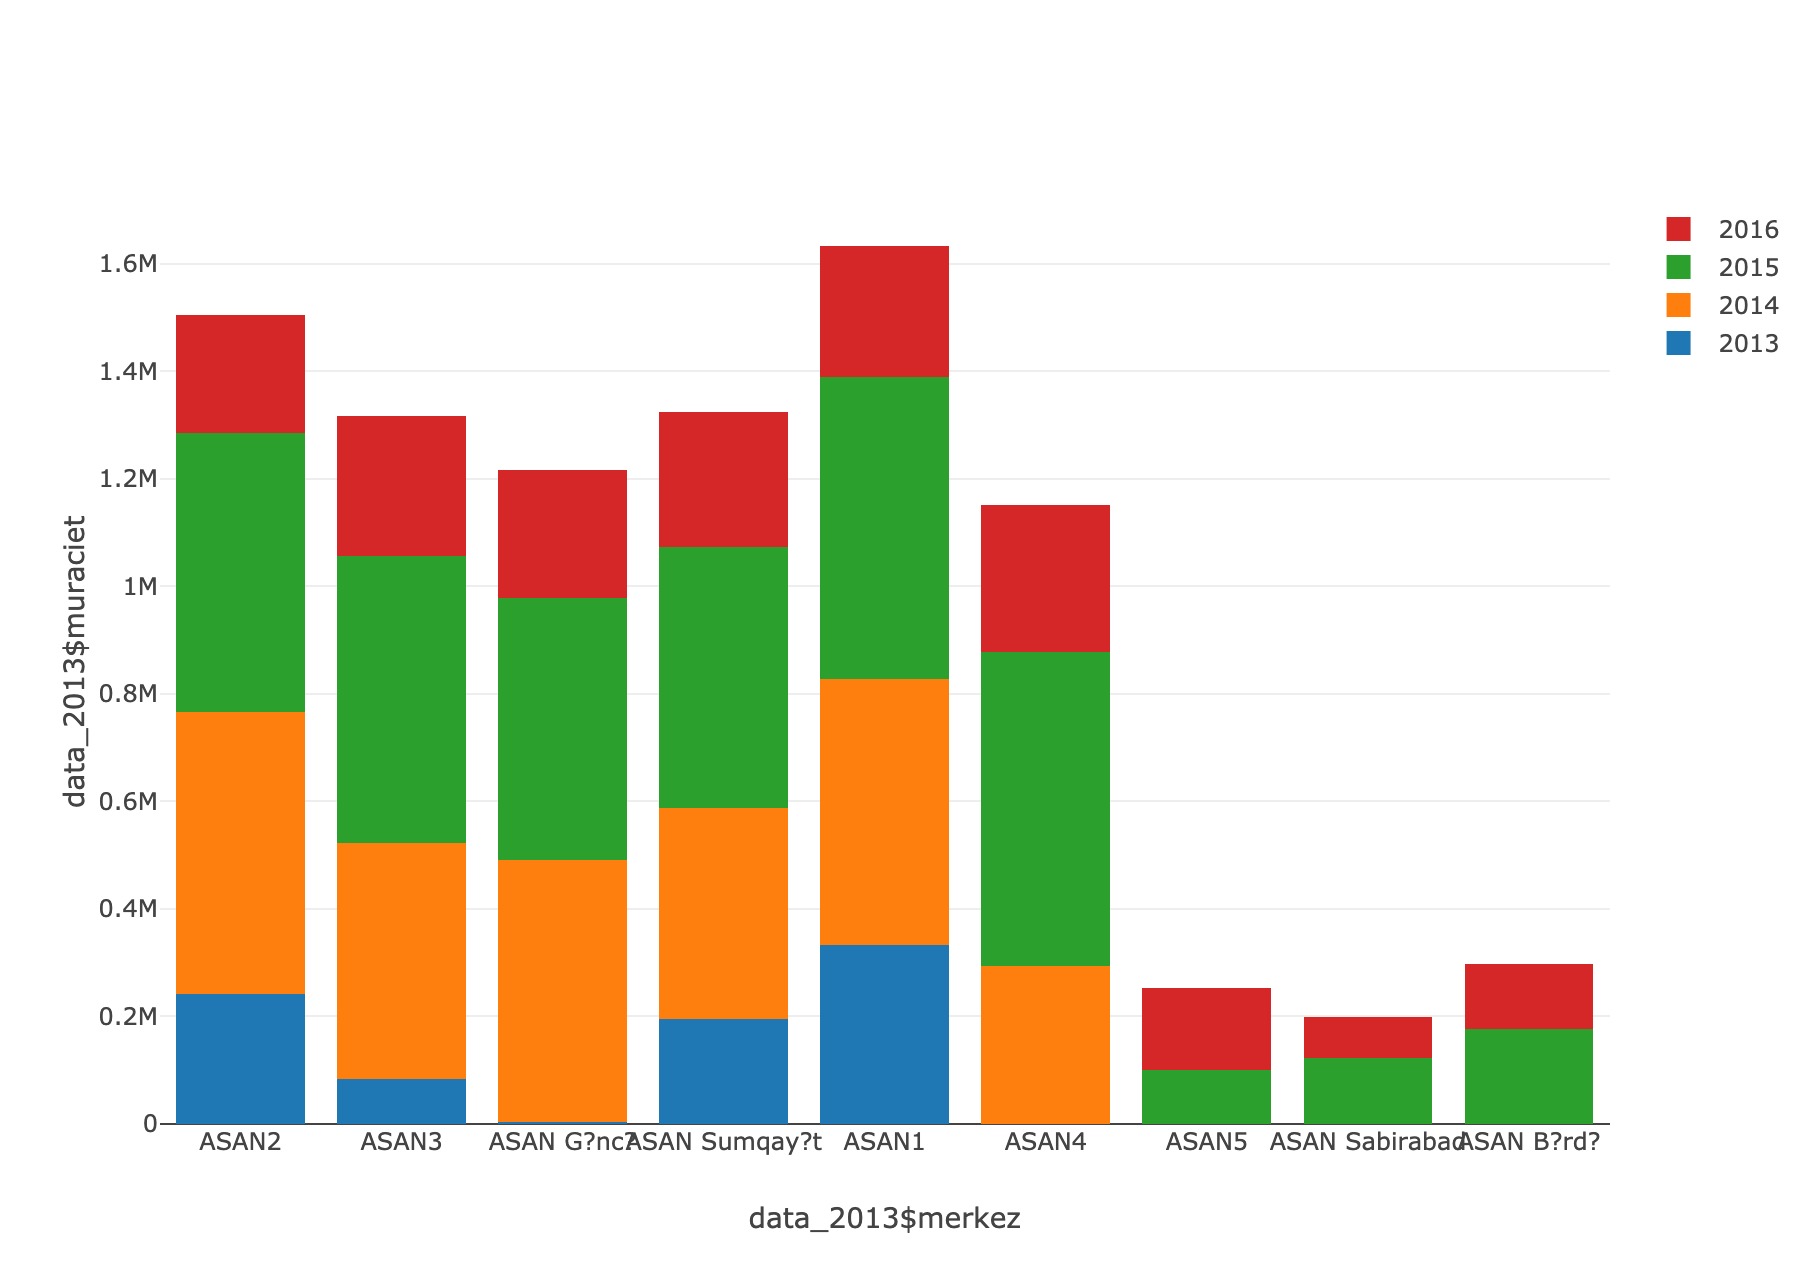 2016
2015
2014
2013
1.6M
1.4M
1.2M
1M
0.8M
0.6M
0.4M
0.2M
0
data_2013$muraciet
ASAN2 ASAN3 ASAN G?nc? ASAN Sumqay?t ASAN1 ASAN4 ASAN5 ASAN Sabirabad ASAN B?rd?
data_2013$merkez